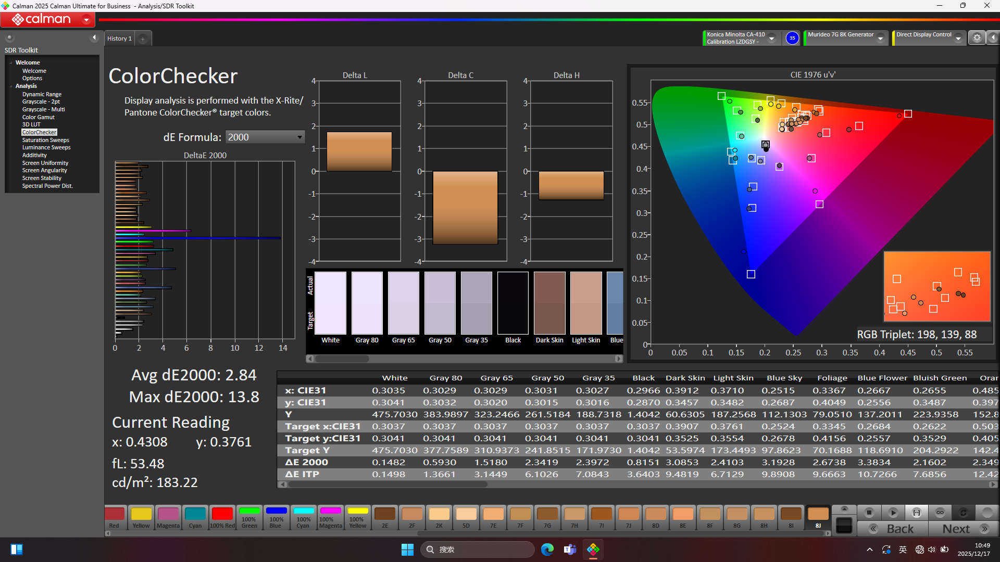 Calman 2025 Calman Ultimate for Business  - Analysis/SDR Toolkit
calman
History 1
+
Konica Minolta CA-410
Calibration LZDGSY -
35
Murideo 7G 8K Generator
Direct Display Control
SDR Toolkit
Welcome
Welcome
Options
Analysis
Dynamic Range
Grayscale - 2pt
Grayscale - Multi
Color Gamut
3D LUT
ColorChecker
Saturation Sweeps
Luminance Sweeps
Additivity
Screen Uniformity
Screen Angularity
Screen Stability
Spectral Power Dist.
ColorChecker
Display analysis is performed with the X-Rite/
Pantone ColorChecker® target colors.
dE Formula: 2000
DeltaE 2000
0 2 4 6 8 10 12 14
Delta L
4
3
2
1
0
-1
-2
-3
-4
Delta C
4
3
2
1
0
-1
-2
-3
-4
Delta H
4
3
2
1
0
-1
-2
-3
-4
Actual
Target
White Gray 80 Gray 65 Gray 50 Gray 35 Black Dark Skin Light Skin Blue
CIE 1976 u'v'
0.55
0.5
0.45
0.4
0.35
0.3
0.25
0.2
0.15
0.1
0.05
0
0 0.05 0.1 0.15 0.2 0.25 0.3 0.35 0.4 0.45 0.5 0.55
RGB Triplet: 198, 139, 88
Avg dE2000: 2.84
Max dE2000: 13.8
Current Reading
x: 0.4308 y: 0.3761
fL: 53.48
cd/m²: 183.22
White Gray 80 Gray 65 Gray 50 Gray 35 Black Dark Skin Light Skin Blue Sky Foliage Blue Flower Bluish Green Orar
x: CIE31 0.3035 0.3029 0.3029 0.3031 0.3027 0.2966 0.3912 0.3710 0.2515 0.3367 0.2667 0.2655 0.485
y: CIE31 0.3041 0.3032 0.3020 0.3015 0.3016 0.2870 0.3457 0.3482 0.2687 0.4049 0.2556 0.3487 0.397
Y 475.7030 383.9897 323.2466 261.5184 188.7318 1.4042 60.6305 187.2568 112.1303 79.0510 137.2011 223.9358 152.8
Target x:CIE31 0.3037 0.3037 0.3037 0.3037 0.3037 0.3037 0.3907 0.3761 0.2524 0.3345 0.2684 0.2622 0.503
Target y:CIE31 0.3041 0.3041 0.3041 0.3041 0.3041 0.3041 0.3525 0.3554 0.2678 0.4156 0.2557 0.3529 0.405
Target Y 475.7030 377.7589 310.9373 241.8515 171.9730 1.4042 53.5974 173.4493 97.8623 70.1688 118.6910 204.2922 142.4
ΔE 2000 0.1482 0.5930 1.5180 2.3419 2.3972 0.8151 3.0853 2.4103 3.1928 2.6738 3.3834 2.1602 2.349
ΔE ITP 0.1498 1.3661 3.1449 6.1026 7.0843 3.6403 9.4819 6.7129 9.8908 9.6663 10.7266 7.6856 12.42
Red Yellow Magenta Cyan 100% Red 100% Green 100% Blue 100% Cyan 100% Magenta 100% Yellow 2E 2F 2K 5D 7E 7F 7G 7H 7I 7J 8D 8E 8F 8G 8H 8I 8J
Back Next
搜索
英
10:49
2025/12/17